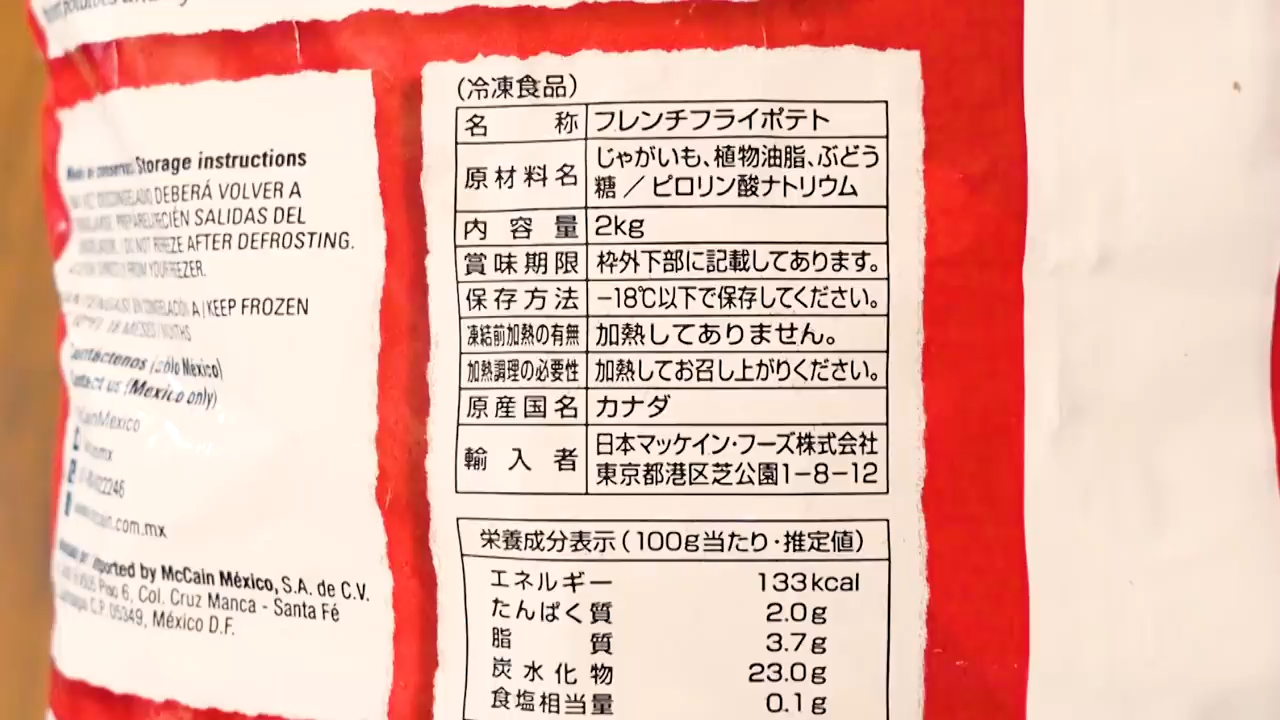 Storage instructions
DEBERÁ VOLVER A
SALIDAS DEL
DO NOT REFREEZE AFTER DEFROSTING.
FROM YOUR FREEZER.
A | KEEP FROZEN
18 MESES / MONTHS
Contáctenos (sólo México)
Contact us (Mexico only)
.com.mx
Imported by McCain México, S.A. de C.V.
Piso 6, Col. Cruz Manca - Santa Fé
C.P. 05349, México D.F.
(冷凍食品)
名称 フレンチフライポテト
原材料名 じゃがいも、植物油脂、ぶどう
糖／ピロリン酸ナトリウム
内容量 2kg
賞味期限 枠外下部に記載してあります。
保存方法 −18℃以下で保存してください。
凍結前加熱の有無 加熱してありません。
加熱調理の必要性 加熱してお召し上がりください。
原産国名 カナダ
輸入者 日本マッケイン・フーズ株式会社
東京都港区芝公園1−8−12
栄養成分表示(100g当たり・推定値)
エネルギー 133kcal
たんぱく質 2.0g
脂質 3.7g
炭水化物 23.0g
食塩相当量 0.1g